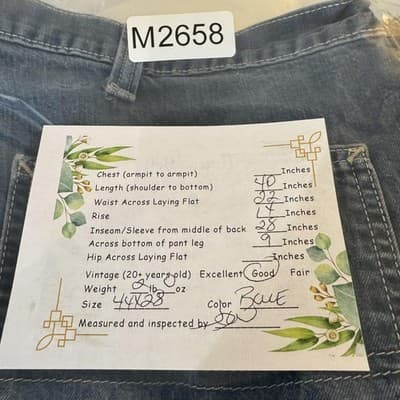 M2658
Chest (armpit to armpit) Inches
Length (shoulder to bottom) 40 Inches
Waist Across Laying Flat 22 Inches
Rise 14 Inches
Inseam/Sleeve from middle of back 28 Inches
Across bottom of pant leg 9 Inches
Hip Across Laying Flat Inches
Vintage (20+ years old) Excellent Good Fair
Weight 2 lb oz
Size 44X28 Color BLUE
Measured and inspected by